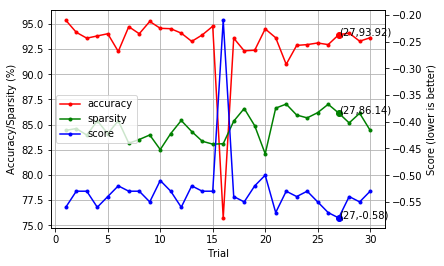 95.0
92.5
90.0
87.5
85.0
82.5
80.0
77.5
75.0
Accuracy/Sparsity (%)
accuracy
sparsity
score
(27,93.92)
(27,86.14)
(27,-0.58)
-0.20
-0.25
-0.30
-0.35
-0.40
-0.45
-0.50
-0.55
Score (lower is better)
0 5 10 15 20 25 30
Trial